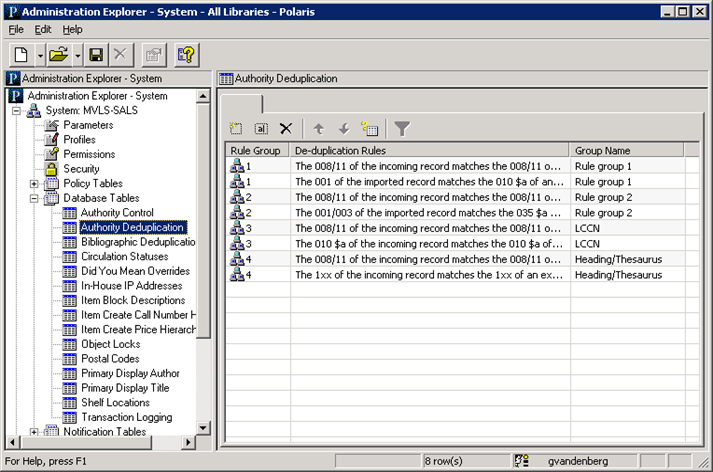 Administration Explorer - System - All Libraries - Polaris
File Edit Help
Administration Explorer - System
Administration Explorer - System
System: MVLS-SALS
Parameters
Profiles
Permissions
Security
Policy Tables
Database Tables
Authority Control
Authority Deduplication
Bibliographic Deduplicatio
Circulation Statuses
Did You Mean Overrides
In-House IP Addresses
Item Block Descriptions
Item Create Call Number H
Item Create Price Hierarch
Object Locks
Postal Codes
Primary Display Author
Primary Display Title
Shelf Locations
Transaction Logging
Notification Tables
Authority Deduplication
Rule Group De-duplication Rules Group Name
1 The 008/11 of the incoming record matches the 008/11 o... Rule group 1
1 The 001 of the imported record matches the 010 $a of an... Rule group 1
2 The 008/11 of the incoming record matches the 008/11 o... Rule group 2
2 The 001/003 of the imported record matches the 035 $a ... Rule group 2
3 The 008/11 of the incoming record matches the 008/11 o... LCCN
3 The 010 $a of the incoming record matches the 010 $a of... LCCN
4 The 008/11 of the incoming record matches the 008/11 o... Heading/Thesaurus
4 The 1xx of the incoming record matches the 1xx of an ex... Heading/Thesaurus
For Help, press F1
8 row(s)
gvandenberg